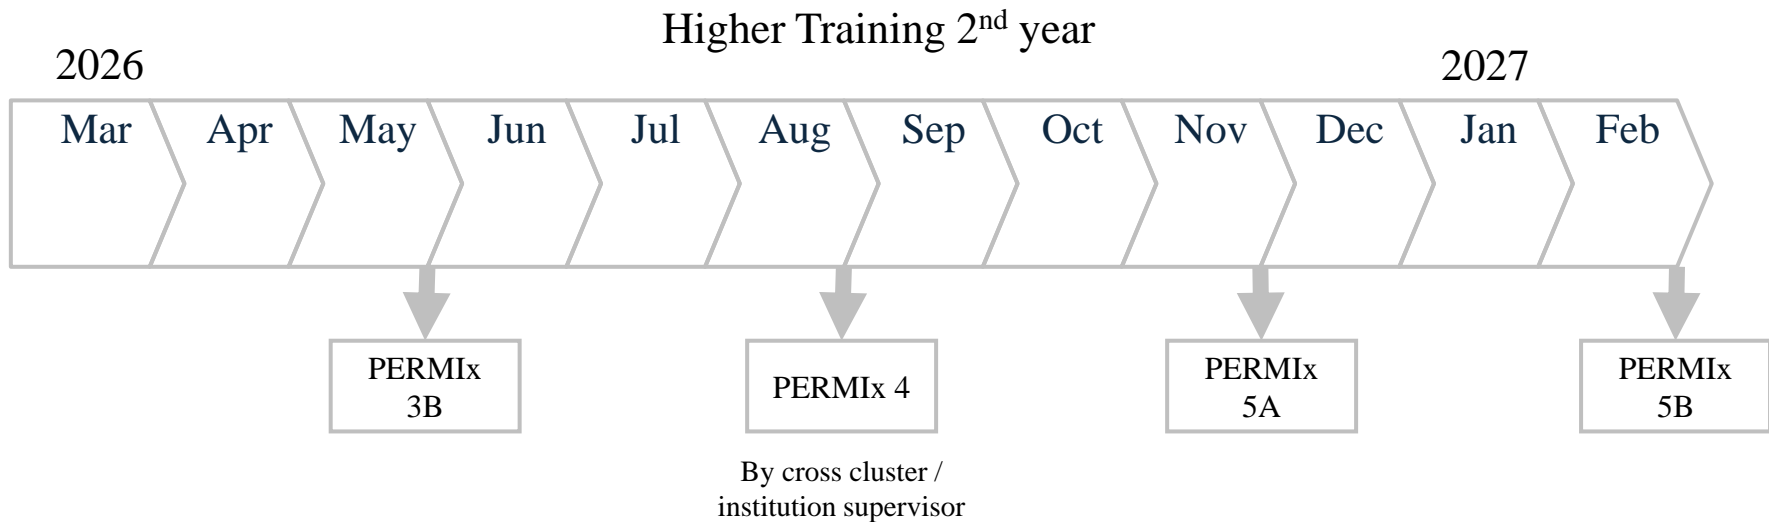 Higher Training 2nd year
2026
2027
Mar
Apr
May
Jun
Jul
Aug
Sep
Oct
Nov
Dec
Jan
Feb
PERMIx
3B
PERMIx 4
PERMIx
5A
PERMIx
5B
By cross cluster /
institution supervisor